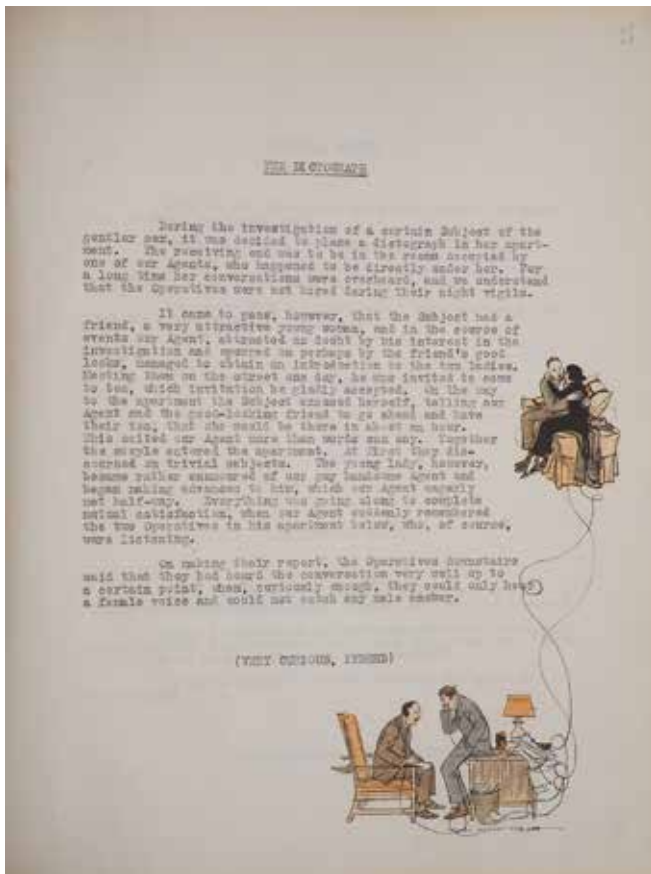 THE DICTOGRAPH
During the investigation of a certain Subject of the
gentler sex, it was decided to place a dictograph in her apart-
ment. The receiving end was to be in the room occupied by
one of our Agents, who happened to be directly under her. For
a long time her conversations were overheard, and we understand
that the Operatives were not bored during their night vigils.
It came to pass, however, that the Subject had a
friend, a very attractive young woman, and in the course of
events our Agent, attracted no doubt by his interest in the
investigation and spurred on perhaps by the friend's good
looks, managed to obtain an introduction to the two ladies.
Meeting them on the street one day, he was invited to come
to tea, which invitation he gladly accepted. On the way
to the apartment the Subject excused herself, telling our
Agent and the good-looking friend to go ahead and have
their tea, that she would be there in about an hour.
This suited our Agent more than words can say. Together
the couple entered the apartment. At first they dis-
coursed on trivial subjects. The young lady, however,
became rather enamoured of our gay handsome Agent and
began making advances to him, which our Agent eagerly
met half-way. Everything was going along to complete
mutual satisfaction, when our Agent suddenly remembered
the two Operatives in his apartment below, who, of course,
were listening.
On making their report, the Operatives downstairs
said that they had heard the conversation very well up to
a certain point, when, curiously enough, they could only hear
a female voice and could not catch any male answer.
(VERY CURIOUS, INDEED)